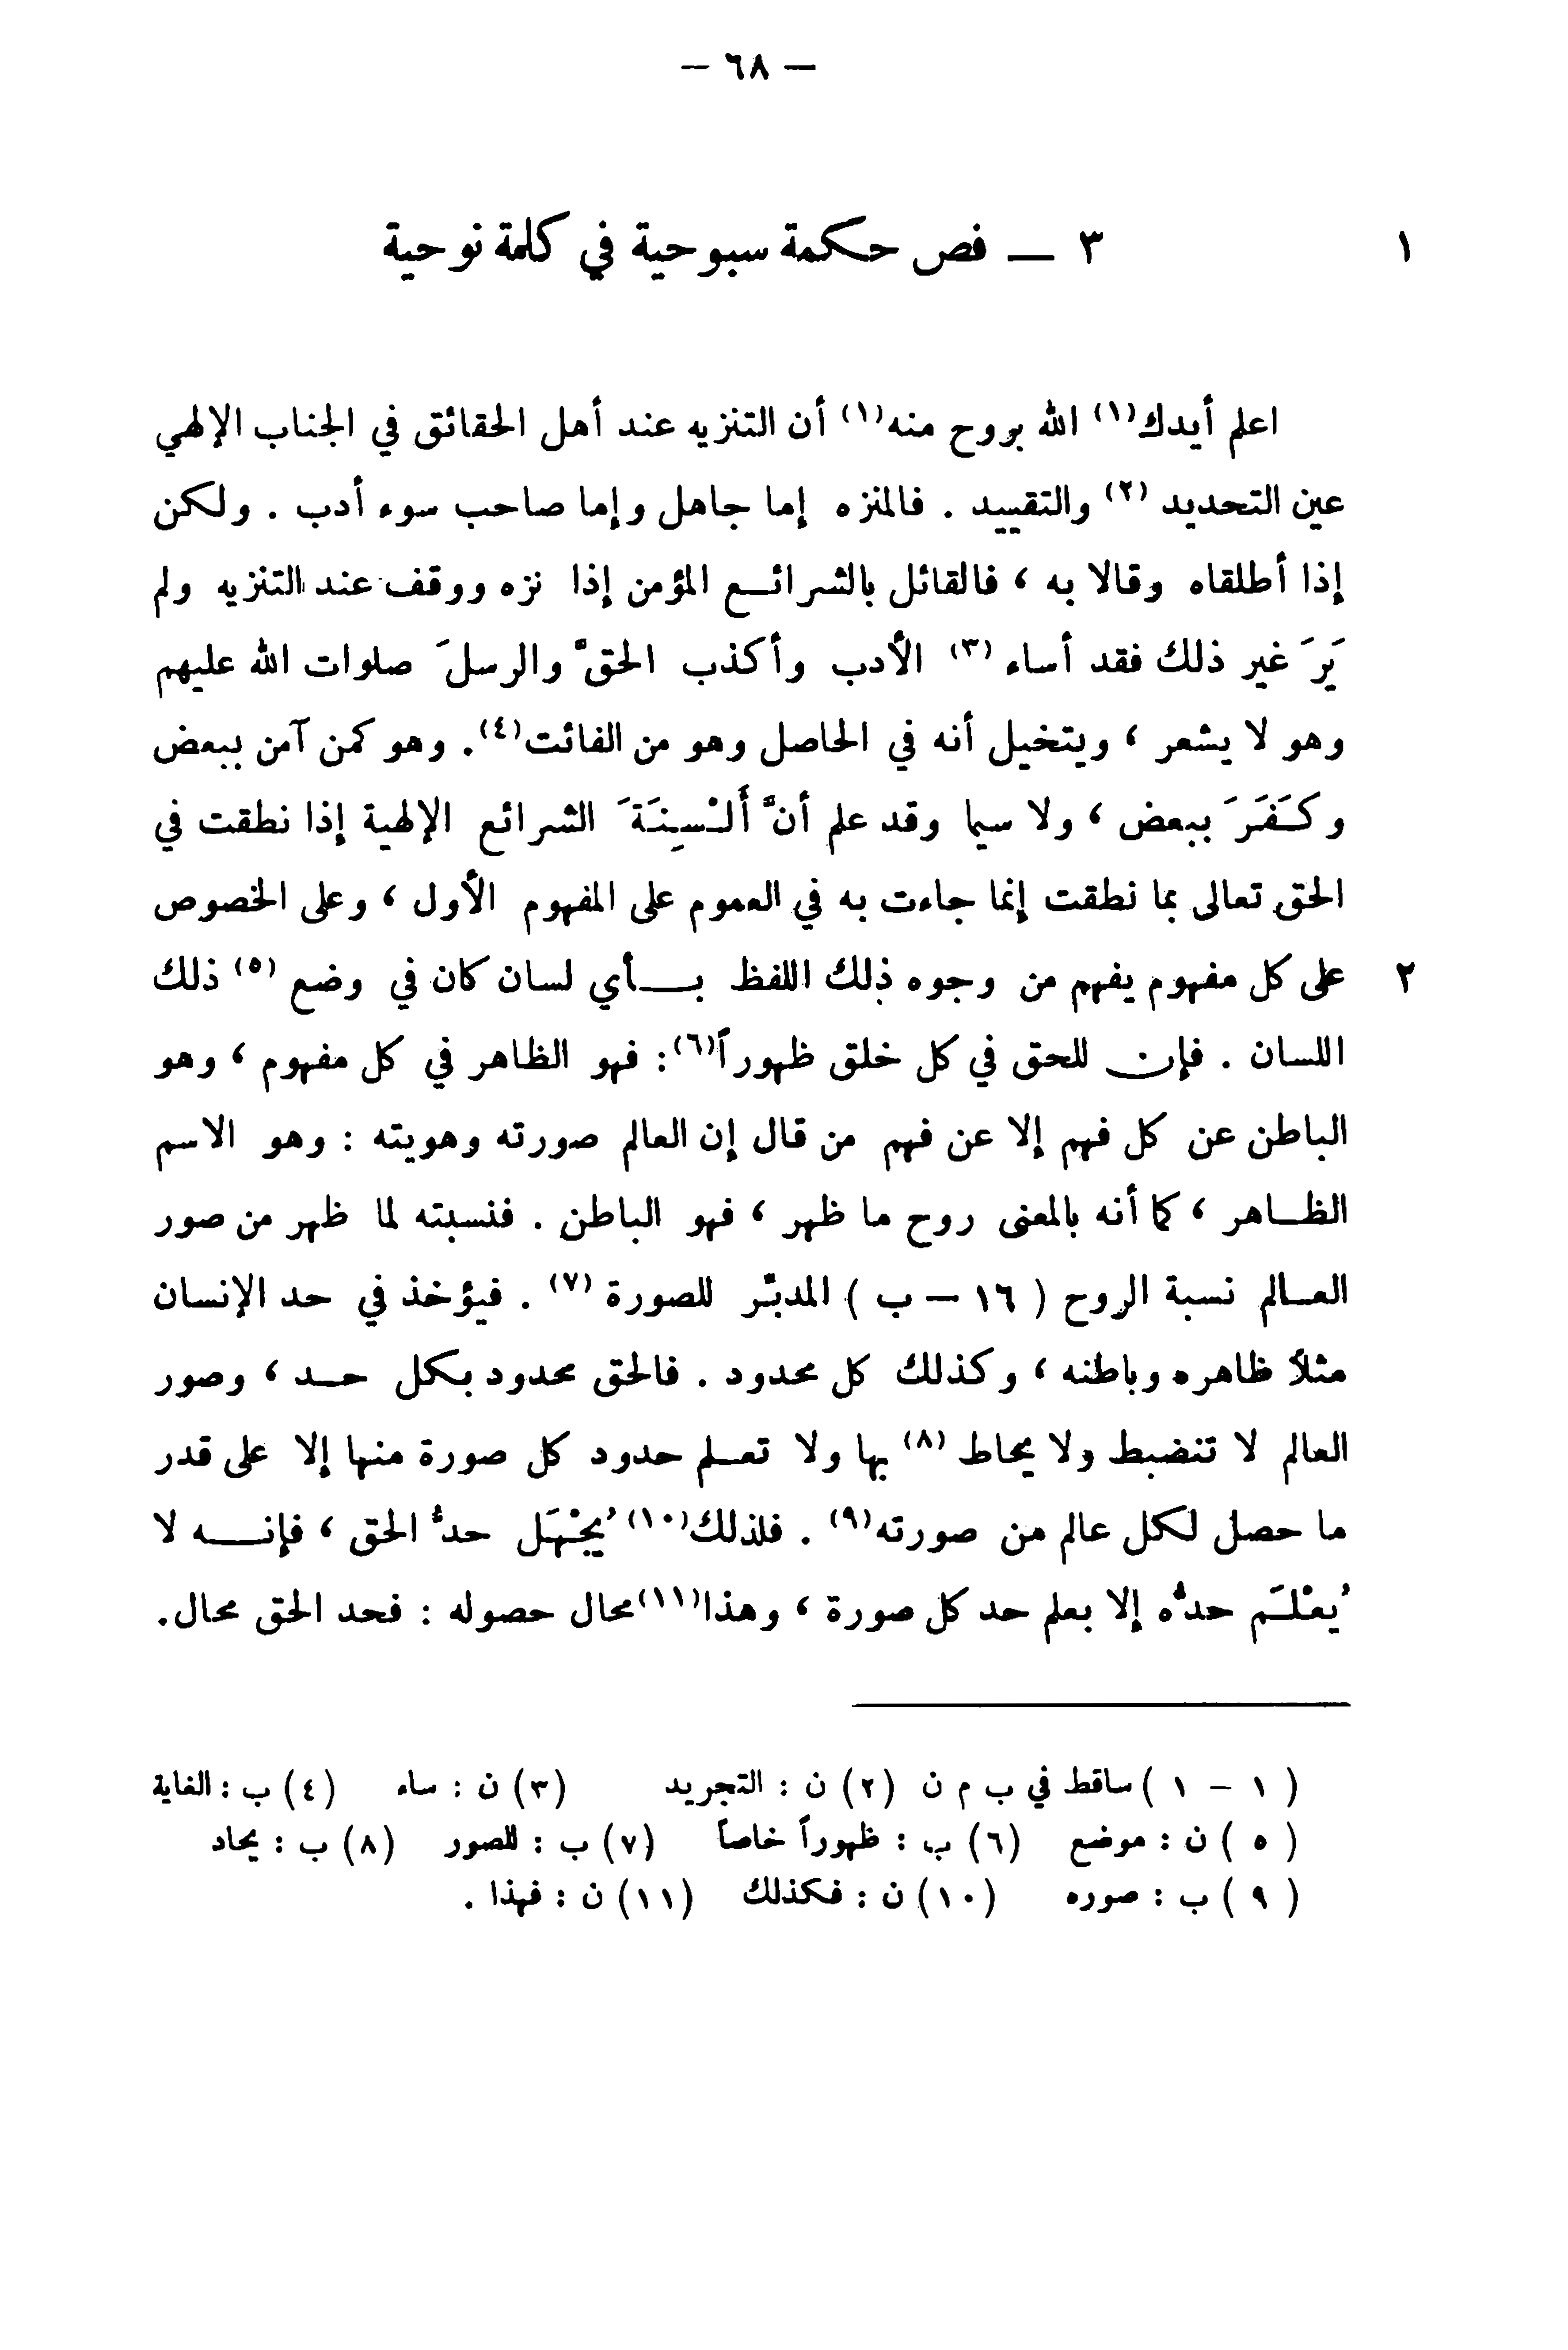 — ٦٨ —
١ ٣ — فص حكمة سبوحية في كلمة نوحية
اعلم أيدك(١) الله بروح منه(١) أن التنزيه عند أهل الحقائق في الجناب الإلهي
عين التحديد (٢) والتقييد . فالمنزه إما جاهل وإما صاحب سوء أدب . ولكن
إذا أطلقاه وقالا به ، فالقائل بالشرائع المؤمن إذا نزه ووقف عند التنزيه ولم
يَرَ غير ذلك فقد أساء (٣) الأدب وأكذب الحقَّ والرسلَ صلوات الله عليهم
وهو لا يشعر ، ويتخيل أنه في الحاصل وهو من الفائت(٤). وهو كمن آمن ببعض
وكَفَرَ ببعض ، ولا سيما وقد علم أنَّ أَلْسِنَةَ الشرائع الإلهية إذا نطقت في
الحق تعالى بما نطقت إنما جاءت به في العموم على المفهوم الأول ، وعلى الخصوص
٢ على كل مفهوم يفهم من وجوه ذلك اللفظ بأي لسان كان في وضع (٥) ذلك
اللسان . فإن للحق في كل خلق ظهوراً(٦): فهو الظاهر في كل مفهوم ، وهو
الباطن عن كل فهم إلا عن فهم من قال إن العالم صورته وهويته : وهو الاسم
الظاهر ، كما أنه بالمعنى روح ما ظهر ، فهو الباطن . فنسبته لما ظهر من صور
العالم نسبة الروح ( ١٦ — ب ) المدبِّر للصورة (٧) . فيؤخذ في حد الإنسان
مثلاً ظاهره وباطنه ، وكذلك كل محدود . فالحق محدود بكل حد ، وصور
العالم لا تنضبط ولا يحاط (٨) بها ولا تعلم حدود كل صورة منها إلا على قدر
ما حصل لكل عالم من صورته(٩) . فلذلك(١٠) يُجْهَل حدُّ الحق ، فإنه لا
يُعْلَم حدُّه إلا بعلم حد كل صورة ، وهذا(١١) محال حصوله : فحد الحق محال.
( ١ – ١ ) ساقط في ب م ن (٢) ن : التجريد (٣) ن : ساء (٤) ب : الغاية
( ٥ ) ن : موضع (٦) ب : ظهوراً خاصاً (٧) ب : للصور (٨) ب : يحاد
( ٩ ) ب : صوره (١٠) ن : فكذلك (١١) ن : فهذا .